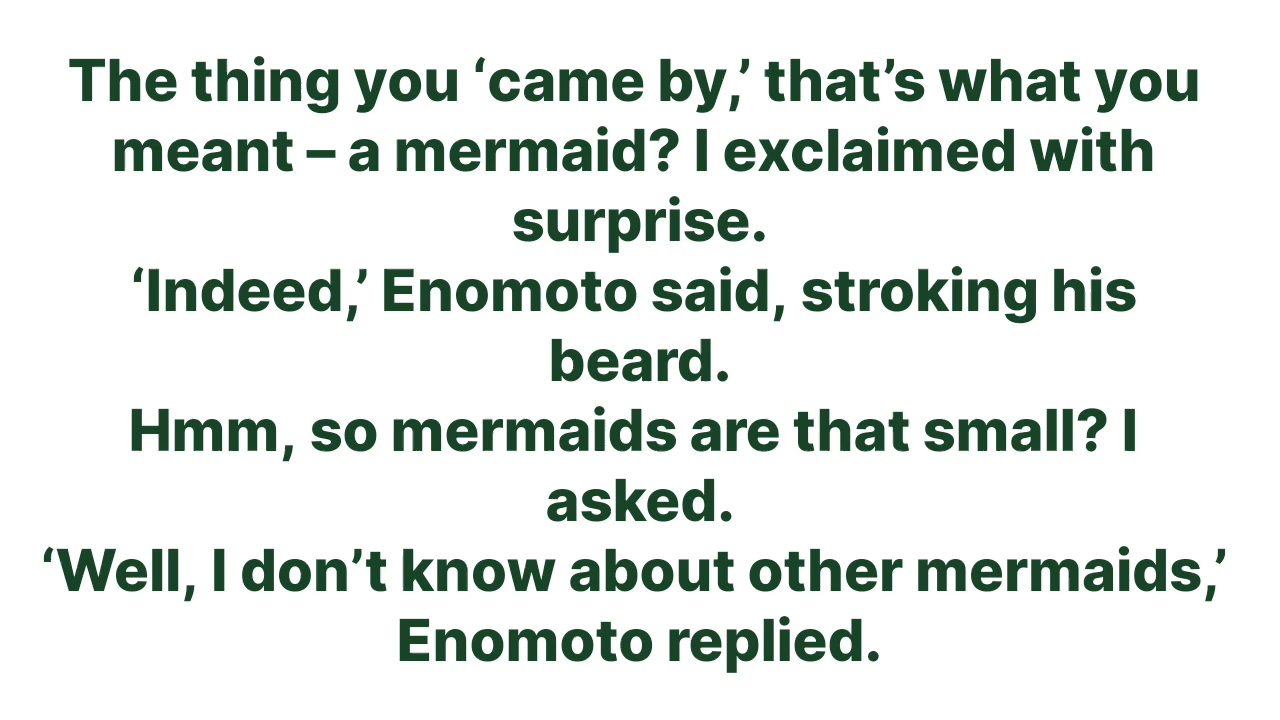 The thing you ‘came by,’ that’s what you
meant – a mermaid? I exclaimed with
surprise.
‘Indeed,’ Enomoto said, stroking his
beard.
Hmm, so mermaids are that small? I
asked.
‘Well, I don’t know about other mermaids,’
Enomoto replied.